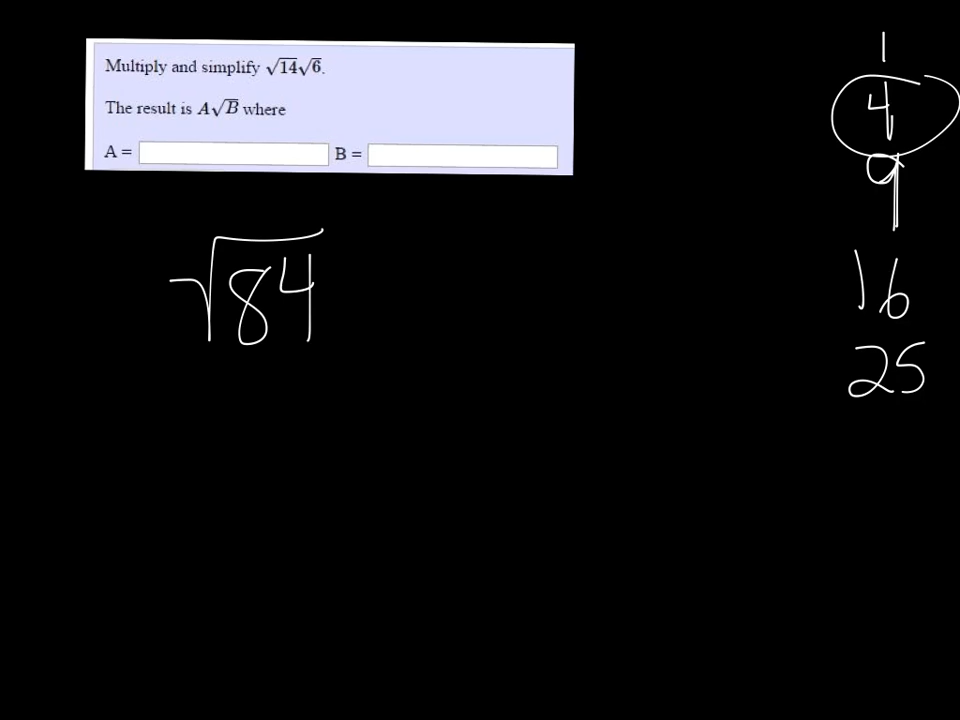 Multiply and simplify √14√6.
The result is A√B where
A = B =
√84
1
4
9
16
25